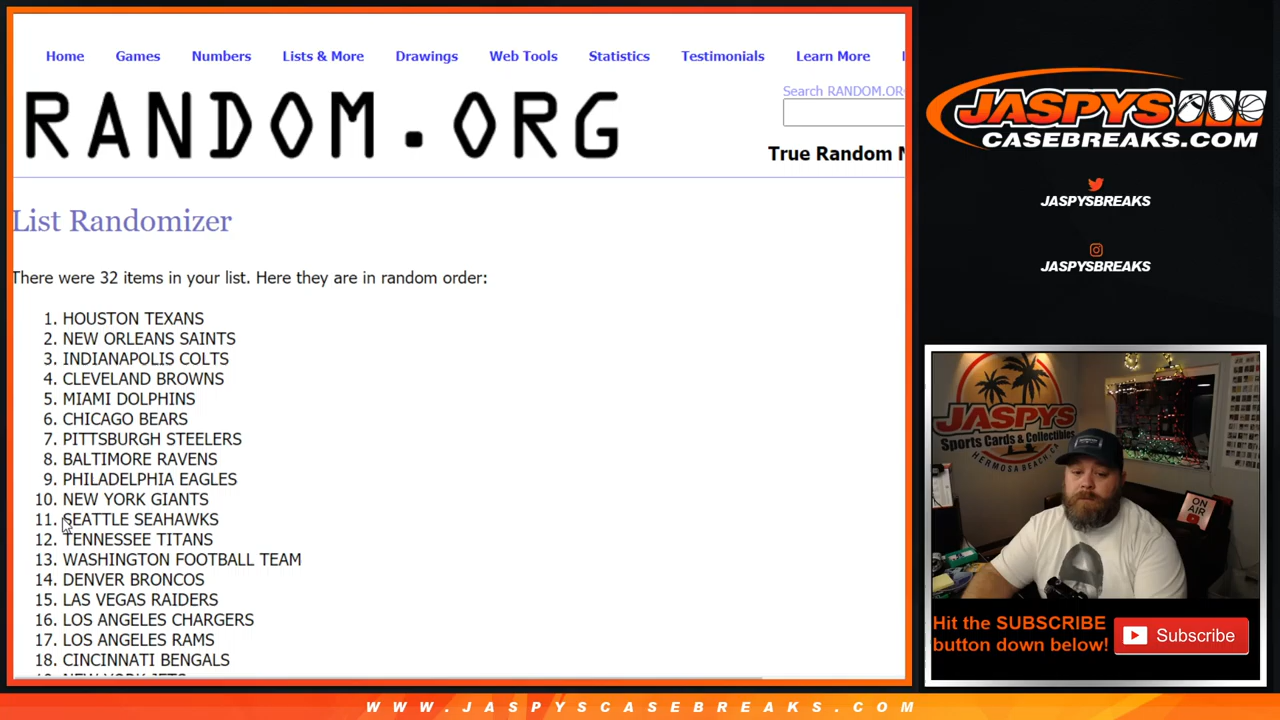 Home Games Numbers Lists & More Drawings Web Tools Statistics Testimonials Learn More
Search RANDOM.OR
RANDOM.ORG
True Random N
List Randomizer
There were 32 items in your list. Here they are in random order:
1. HOUSTON TEXANS
2. NEW ORLEANS SAINTS
3. INDIANAPOLIS COLTS
4. CLEVELAND BROWNS
5. MIAMI DOLPHINS
6. CHICAGO BEARS
7. PITTSBURGH STEELERS
8. BALTIMORE RAVENS
9. PHILADELPHIA EAGLES
10. NEW YORK GIANTS
11. SEATTLE SEAHAWKS
12. TENNESSEE TITANS
13. WASHINGTON FOOTBALL TEAM
14. DENVER BRONCOS
15. LAS VEGAS RAIDERS
16. LOS ANGELES CHARGERS
17. LOS ANGELES RAMS
18. CINCINNATI BENGALS
JASPYS
CASEBREAKS.COM
JASPYSBREAKS
JASPYSBREAKS
JASPYS
Sports Cards & Collectibles
HERMOSA BEACH, CA
ON AIR
Hit the SUBSCRIBE
button down below!
Subscribe
WWW.JASPYSCASEBREAKS.COM